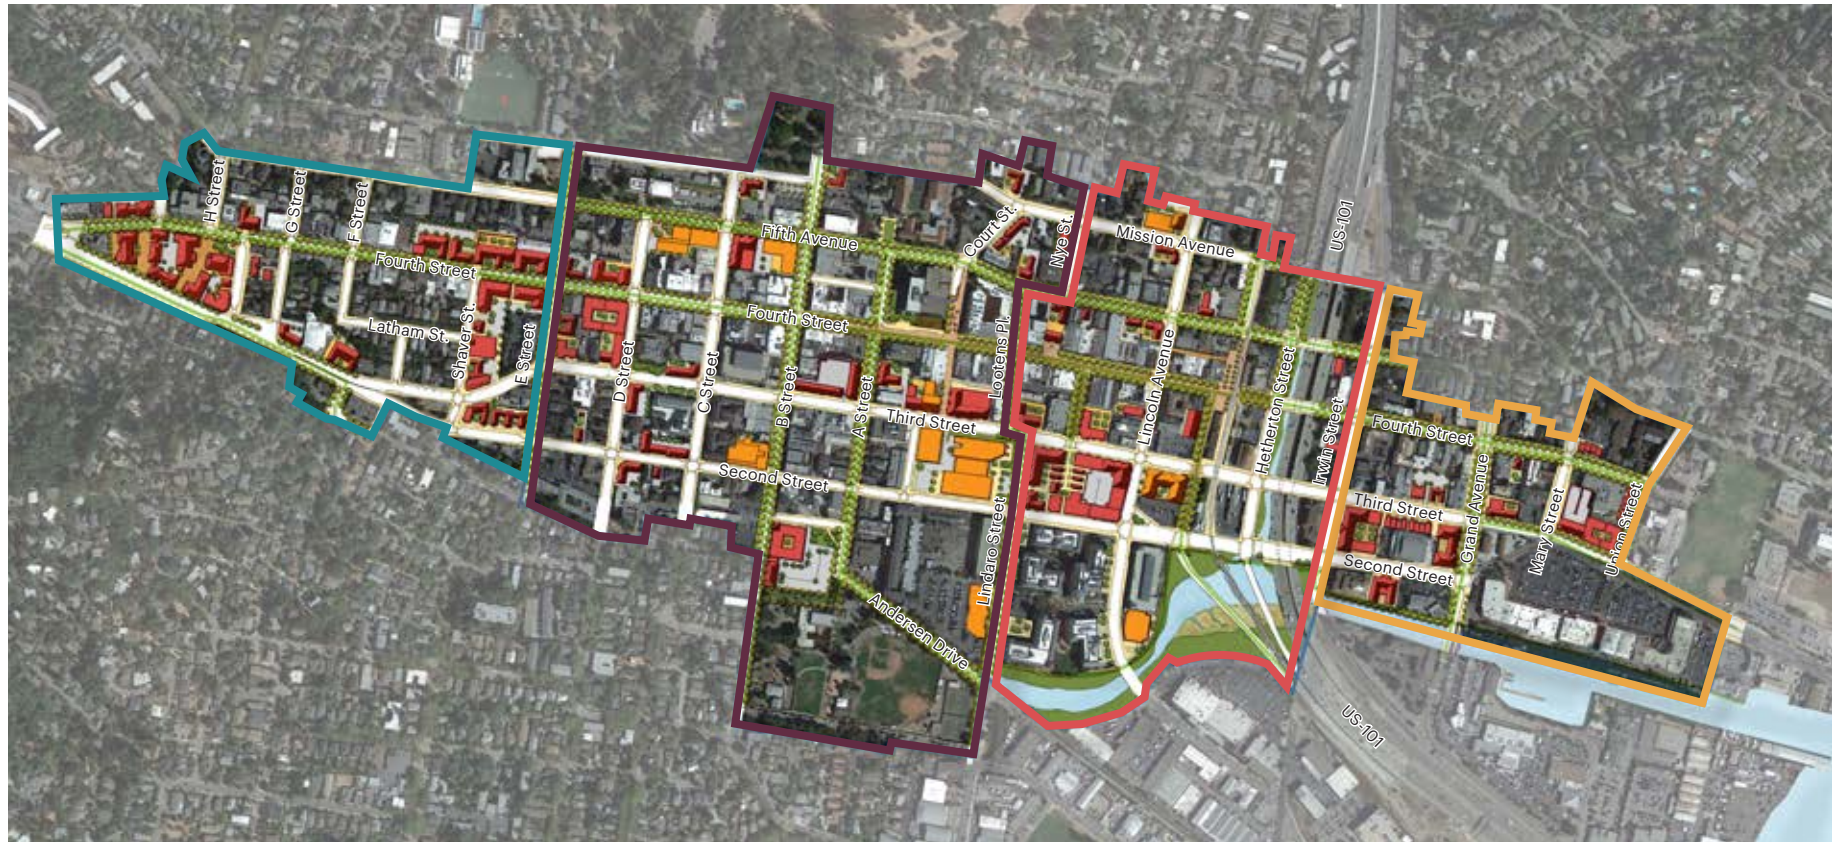 H Street
G Street
F Street
Fourth Street
Latham St.
Shaver St.
E Street
D Street
C Street
B Street
A Street
Fifth Avenue
Fourth Street
Third Street
Second Street
Andersen Drive
Court St.
Nye St.
Lootens Pl.
Lindaro Street
Mission Avenue
Lincoln Avenue
Hetherton Street
Irwin Street
US-101
US-101
Fourth Street
Third Street
Second Street
Grand Avenue
Mary Street
Union Street